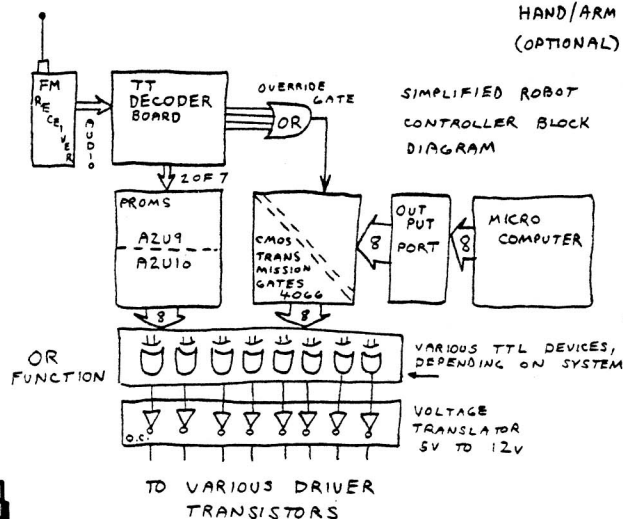 HAND/ARM
(OPTIONAL)
FM
RECEIVER
AUDIO
TT
DECODER
BOARD
OVERRIDE
GATE
OR
SIMPLIFIED ROBOT
CONTROLLER BLOCK
DIAGRAM
2 OF 7
PROMS
A2U9
A2U10
CMOS
TRANS
MISSION
GATES
4066
8
OUT
PUT
PORT
8
MICRO
COMPUTER
8
8
OR
FUNCTION
VARIOUS TTL DEVICES,
DEPENDING ON SYSTEM
O.C.
VOLTAGE
TRANSLATOR
5V TO 12V
TO VARIOUS DRIVER
TRANSISTORS